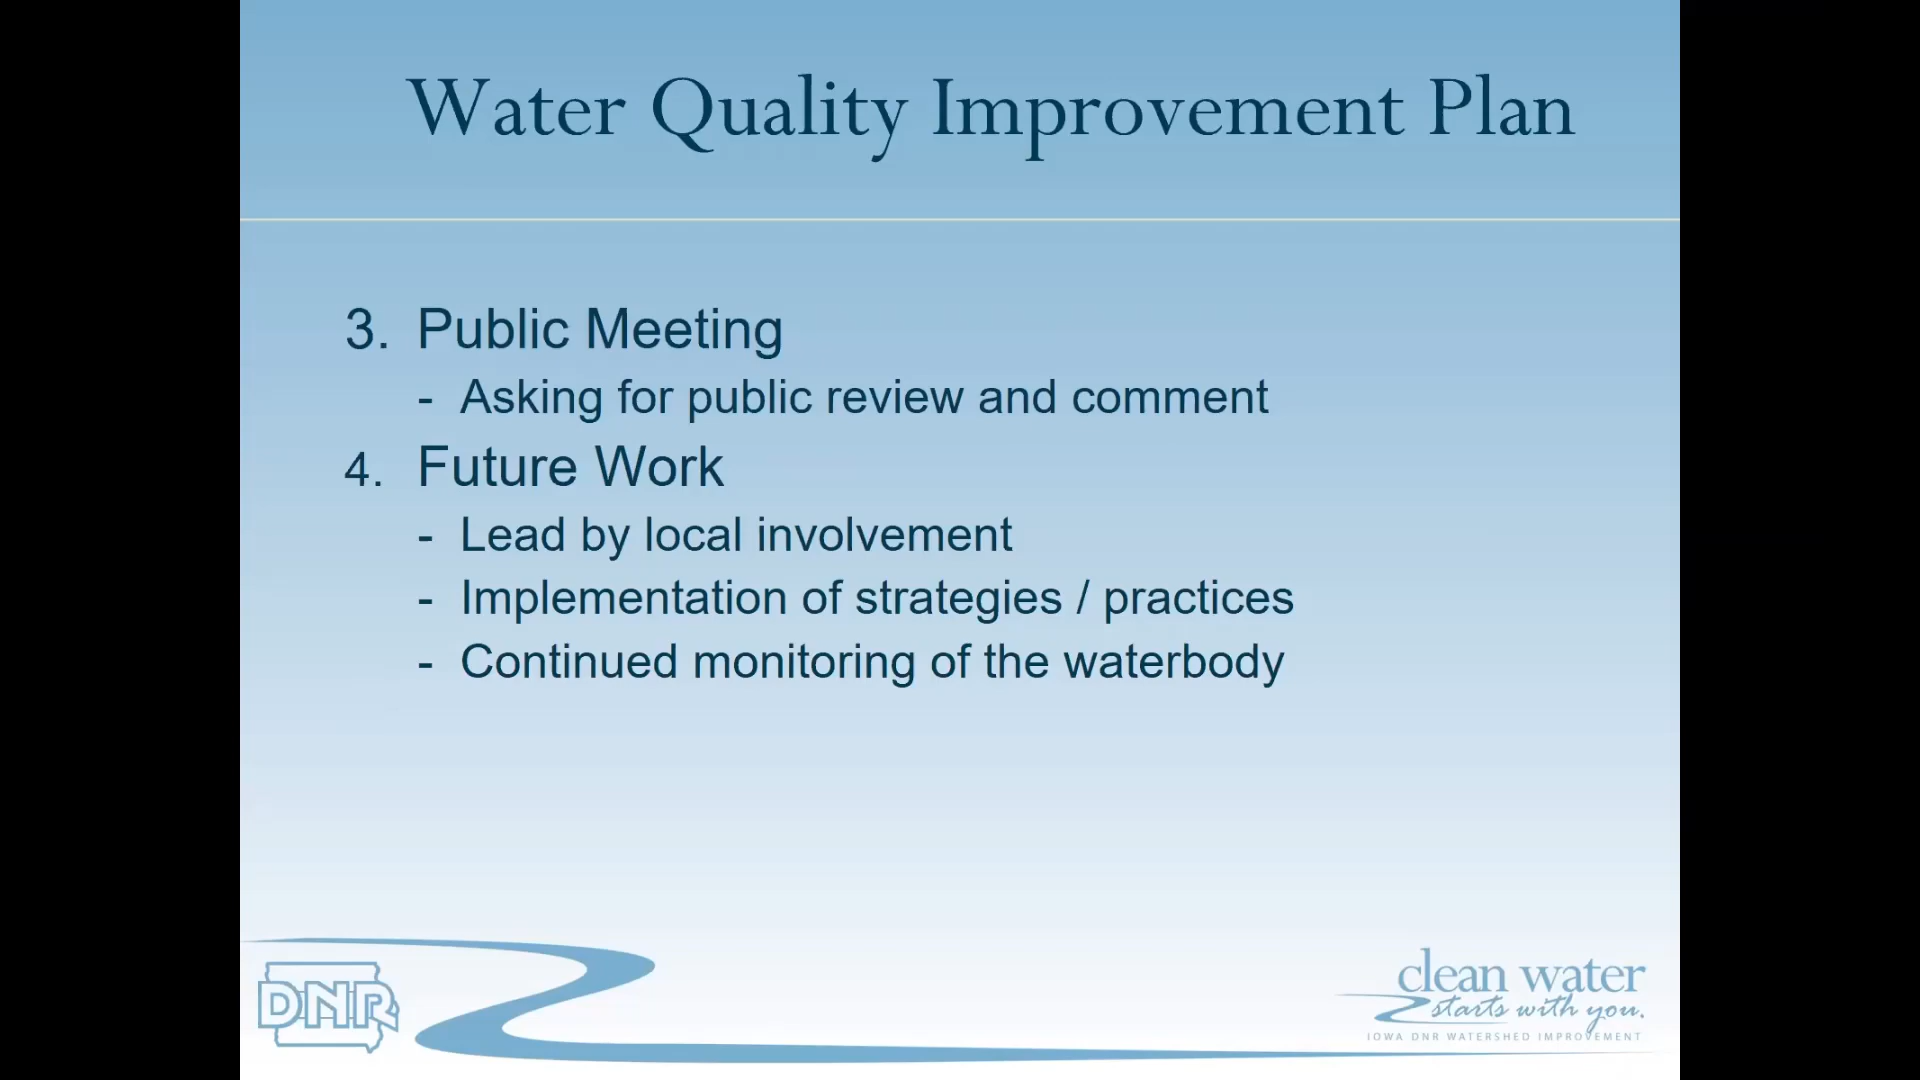 Water Quality Improvement Plan
3. Public Meeting
- Asking for public review and comment
4. Future Work
- Lead by local involvement
- Implementation of strategies / practices
- Continued monitoring of the waterbody
DNR
clean water
starts with you.
IOWA DNR WATERSHED IMPROVEMENT